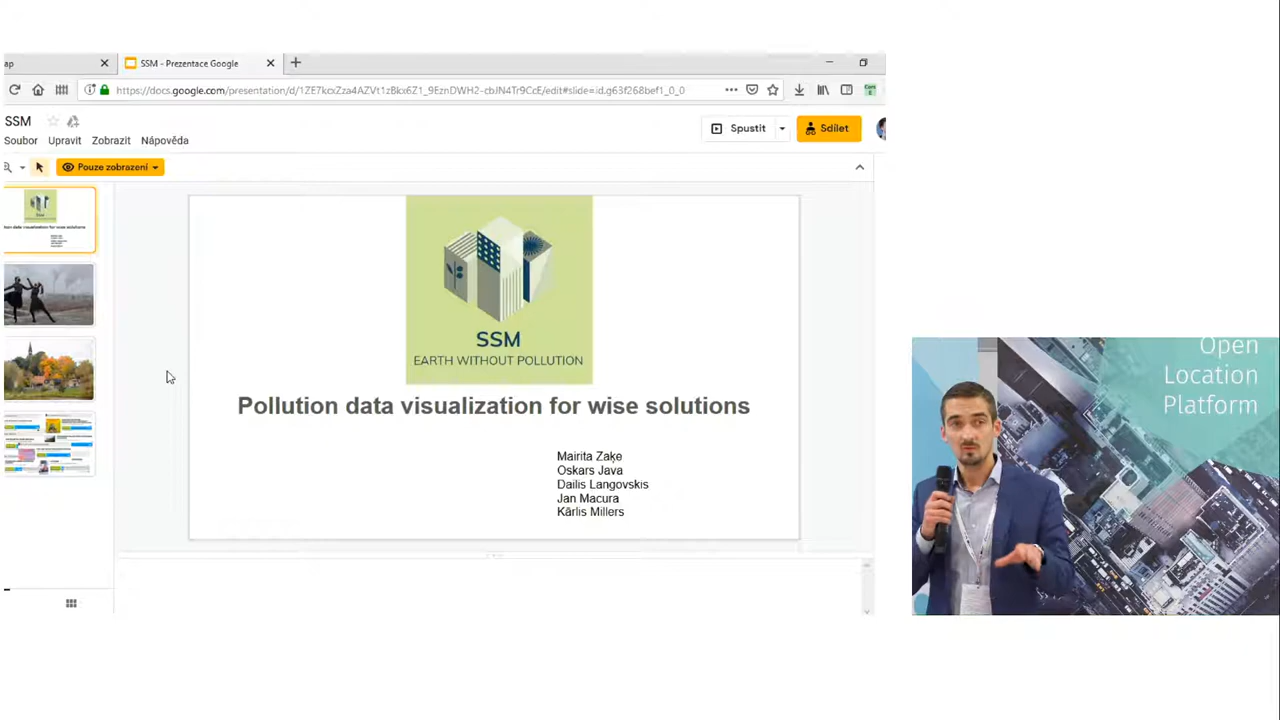 ap
SSM - Prezentace Google
https://docs.google.com/presentation/d/1ZE7kcxZza4AZVt1zBkx6Z1_9EznDWH2-cbJN4Tr9CcE/edit#slide=id.g63f268bef1_0_0
SSM
Soubor Upravit Zobrazit Nápověda
Spustit
Sdílet
Pouze zobrazení
SSM
EARTH WITHOUT POLLUTION
Pollution data visualization for wise solutions
Mairita Zaķe
Oskars Java
Dailis Langovskis
Jan Macura
Kārlis Millers
Open
Location
Platform